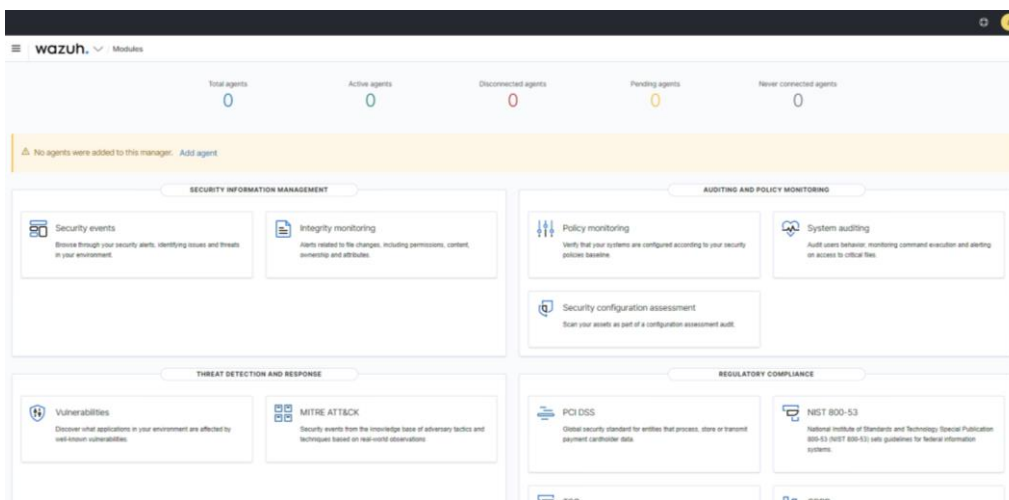 wazuh. Modules
Total agents
0
Active agents
0
Disconnected agents
0
Pending agents
0
Never connected agents
0
No agents were added to this manager. Add agent
SECURITY INFORMATION MANAGEMENT
Security events
Browse through your security alerts, identifying issues and threats
in your environment.
Integrity monitoring
Alerts related to file changes, including permissions, content,
ownership and attributes.
AUDITING AND POLICY MONITORING
Policy monitoring
Verify that your systems are configured according to your security
policies baseline.
System auditing
Audit users behavior, monitoring command execution and alerting
on access to critical files.
Security configuration assessment
Scan your assets as part of a configuration assessment audit.
THREAT DETECTION AND RESPONSE
Vulnerabilities
Discover what applications in your environment are affected by
well-known vulnerabilities.
MITRE ATT&CK
Security events from the knowledge base of adversary tactics and
techniques based on real-world observations
REGULATORY COMPLIANCE
PCI DSS
Global security standard for entities that process, store or transmit
payment cardholder data.
NIST 800-53
National Institute of Standards and Technology Special Publication
800-53 (NIST 800-53) sets guidelines for federal information
systems.